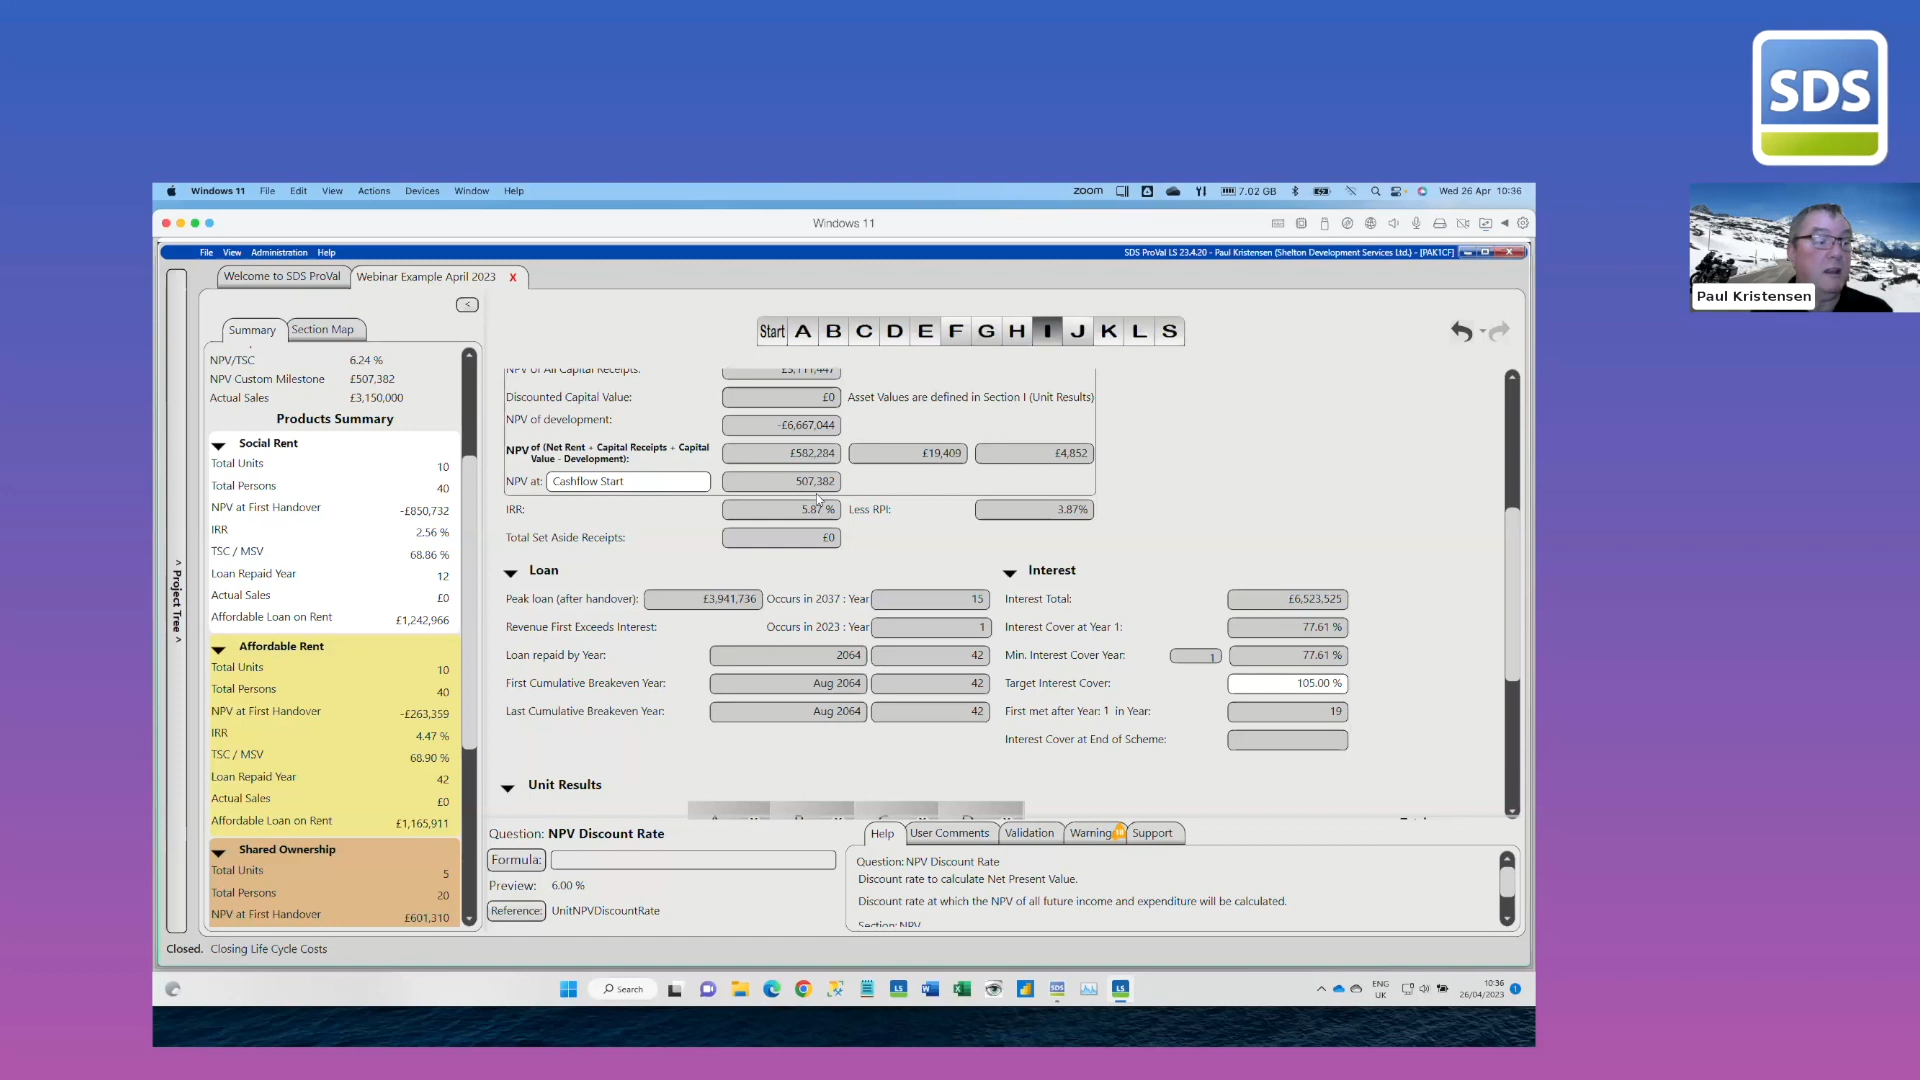 SDS
Windows 11 File Edit View Actions Devices Window Help
zoom 7.02 GB Wed 26 Apr 10:36
Windows 11
File View Administration Help
SDS ProVal LS 23.4.20 - Paul Kristensen (Shelton Development Services Ltd.) - [PAK1CF]
Paul Kristensen
Welcome to SDS ProVal
Webinar Example April 2023 X
<
Summary Section Map
Start A B C D E F G H I J K L S
NPV/TSC 6.24 %
NPV Custom Milestone £507,382
Actual Sales £3,150,000
Products Summary
Social Rent
Total Units 10
Total Persons 40
NPV at First Handover -£850,732
IRR 2.56 %
TSC / MSV 68.86 %
Loan Repaid Year 12
Actual Sales £0
Affordable Loan on Rent £1,242,966
Affordable Rent
Total Units 10
Total Persons 40
NPV at First Handover -£263,359
IRR 4.47 %
TSC / MSV 68.90 %
Loan Repaid Year 42
Actual Sales £0
Affordable Loan on Rent £1,165,911
Shared Ownership
Total Units 5
Total Persons 20
NPV at First Handover £601,310
^ Project Tree ^
NPV of All Capital Receipts: £3,111,447
Discounted Capital Value: £0 Asset Values are defined in Section I (Unit Results)
NPV of development: -£6,667,044
NPV of (Net Rent + Capital Receipts + Capital Value - Development): £582,284 £19,409 £4,852
NPV at: Cashflow Start 507,382
IRR: 5.87 % Less RPI: 3.87%
Total Set Aside Receipts: £0
Loan
Peak loan (after handover): £3,941,736 Occurs in 2037 : Year 15
Revenue First Exceeds Interest: Occurs in 2023 : Year 1
Loan repaid by Year: 2064 42
First Cumulative Breakeven Year: Aug 2064 42
Last Cumulative Breakeven Year: Aug 2064 42
Interest
Interest Total: £6,523,525
Interest Cover at Year 1: 77.61 %
Min. Interest Cover Year: 1 77.61 %
Target Interest Cover: 105.00 %
First met after Year: 1 in Year: 19
Interest Cover at End of Scheme:
Unit Results
Question: NPV Discount Rate
Formula:
Preview: 6.00 %
Reference: UnitNPVDiscountRate
Help User Comments Validation Warning Support
Question: NPV Discount Rate
Discount rate to calculate Net Present Value.
Discount rate at which the NPV of all future income and expenditure will be calculated.
Section: NPV
Closed. Closing Life Cycle Costs
Search
LS
SDS
LS
ENG
UK
10:36
26/04/2023
1